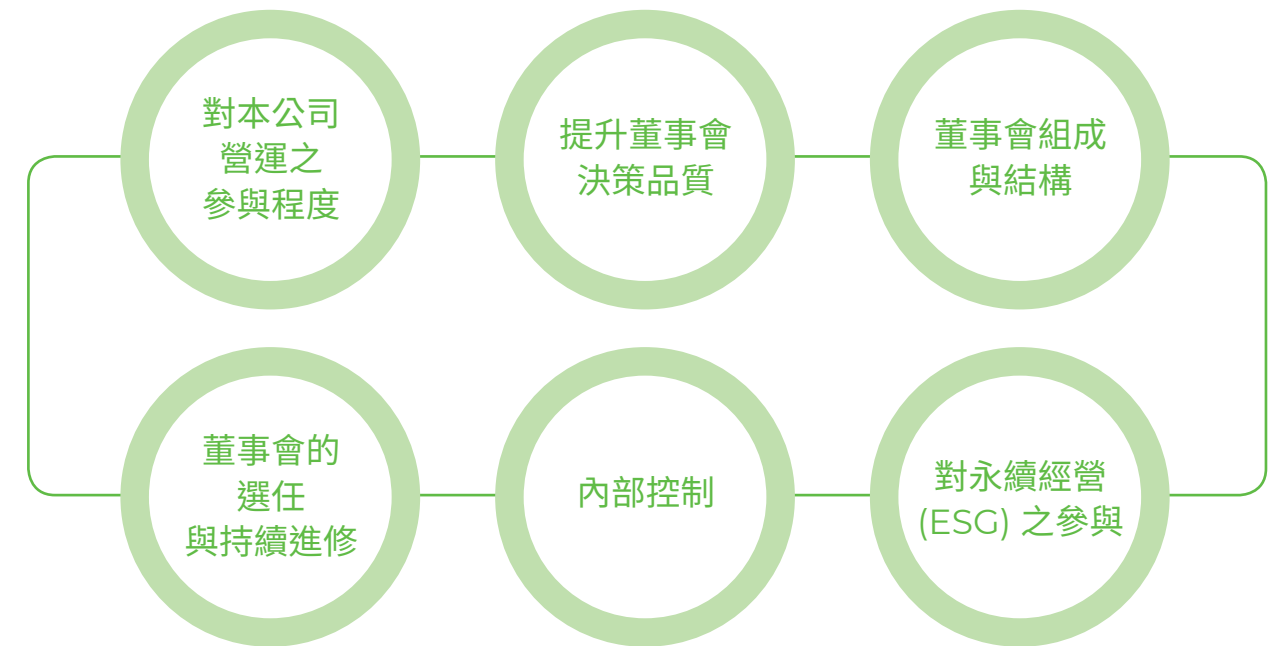 對本公司
營運之
參與程度
提升董事會
決策品質
董事會組成
與結構
董事會的
選任
與持續進修
內部控制
對永續經營
(ESG) 之參與